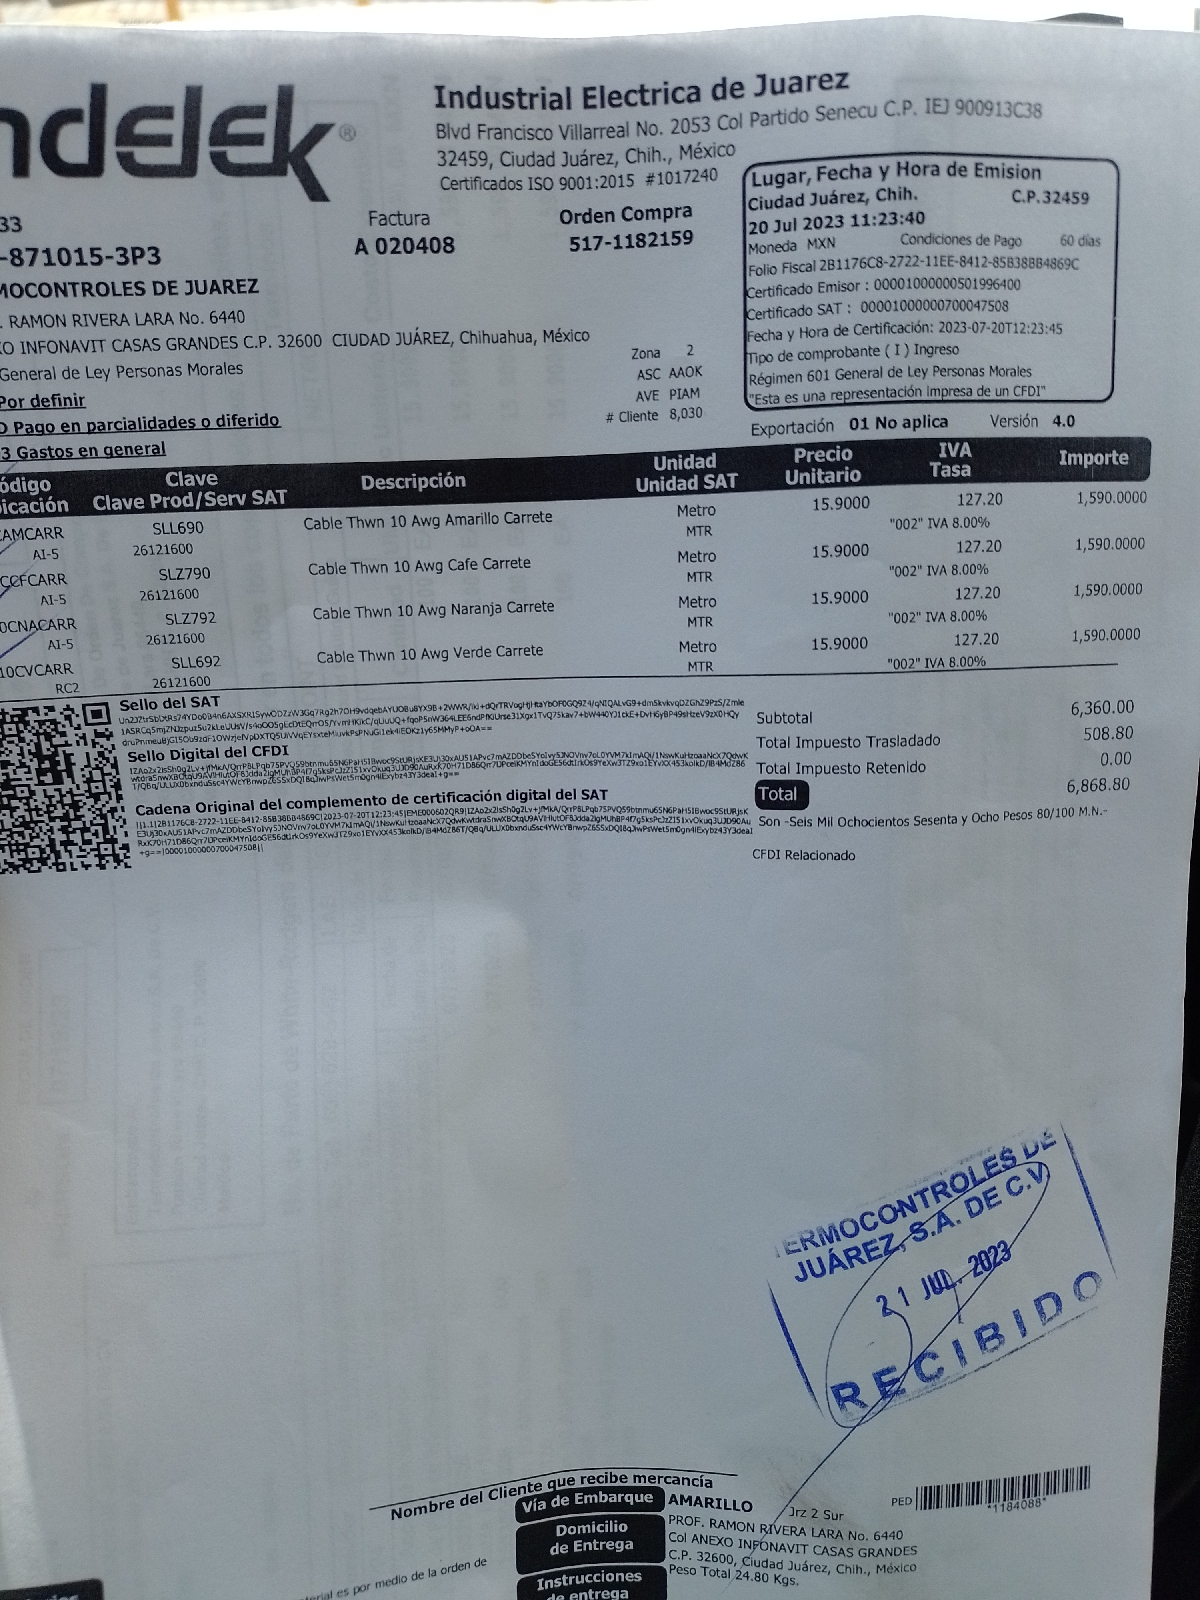 ndelek®
Industrial Electrica de Juarez
Blvd Francisco Villarreal No. 2053 Col Partido Senecu C.P. IEJ 900913C38
32459, Ciudad Juárez, Chih., México
Certificados ISO 9001:2015 #1017240
33
Factura
Orden Compra
-871015-3P3
A 020408
517-1182159
MOCONTROLES DE JUAREZ
. RAMON RIVERA LARA No. 6440
XO INFONAVIT CASAS GRANDES C.P. 32600 CIUDAD JUÁREZ, Chihuahua, México
General de Ley Personas Morales
Por definir
D Pago en parcialidades o diferido
3 Gastos en general
Zona 2
ASC AAOK
AVE PIAM
# Cliente 8,030
Lugar, Fecha y Hora de Emision
Ciudad Juárez, Chih. C.P.32459
20 Jul 2023 11:23:40
Moneda MXN Condiciones de Pago 60 días
Folio Fiscal 2B1176C8-2722-11EE-8412-85B38BB4869C
Certificado Emisor : 00001000000501996400
Certificado SAT : 00001000000700047508
Fecha y Hora de Certificación: 2023-07-20T12:23:45
Tipo de comprobante ( I ) Ingreso
Régimen 601 General de Ley Personas Morales
"Esta es una representación impresa de un CFDI"
Exportación 01 No aplica Versión 4.0
ódigo Clave Descripción Unidad Precio IVA Importe
icación Clave Prod/Serv SAT Unidad SAT Unitario Tasa
AMCARR SLL690 Cable Thwn 10 Awg Amarillo Carrete Metro 15.9000 127.20 1,590.0000
AI-5 26121600 MTR "002" IVA 8.00%
CCFCARR SLZ790 Cable Thwn 10 Awg Cafe Carrete Metro 15.9000 127.20 1,590.0000
AI-5 26121600 MTR "002" IVA 8.00%
0CNACARR SLZ792 Cable Thwn 10 Awg Naranja Carrete Metro 15.9000 127.20 1,590.0000
AI-5 26121600 MTR "002" IVA 8.00%
10CVCARR SLL692 Cable Thwn 10 Awg Verde Carrete Metro 15.9000 127.20 1,590.0000
RC2 26121600 MTR "002" IVA 8.00%
Sello del SAT
Sello Digital del CFDI
Cadena Original del complemento de certificación digital del SAT
Subtotal 6,360.00
Total Impuesto Trasladado 508.80
Total Impuesto Retenido 0.00
Total 6,868.80
Son -Seis Mil Ochocientos Sesenta y Ocho Pesos 80/100 M.N.-
CFDI Relacionado
TERMOCONTROLES DE
JUÁREZ, S.A. DE C.V.
21 JUL. 2023
RECIBIDO
Nombre del Cliente que recibe mercancía
Vía de Embarque AMARILLO Jrz 2 Sur
PED
*1184088*
Domicilio
de Entrega
PROF. RAMON RIVERA LARA No. 6440
Col ANEXO INFONAVIT CASAS GRANDES
C.P. 32600, Ciudad Juárez, Chih., México
Peso Total 24.80 Kgs.
Instrucciones
de entrega
erial es por medio de la orden de